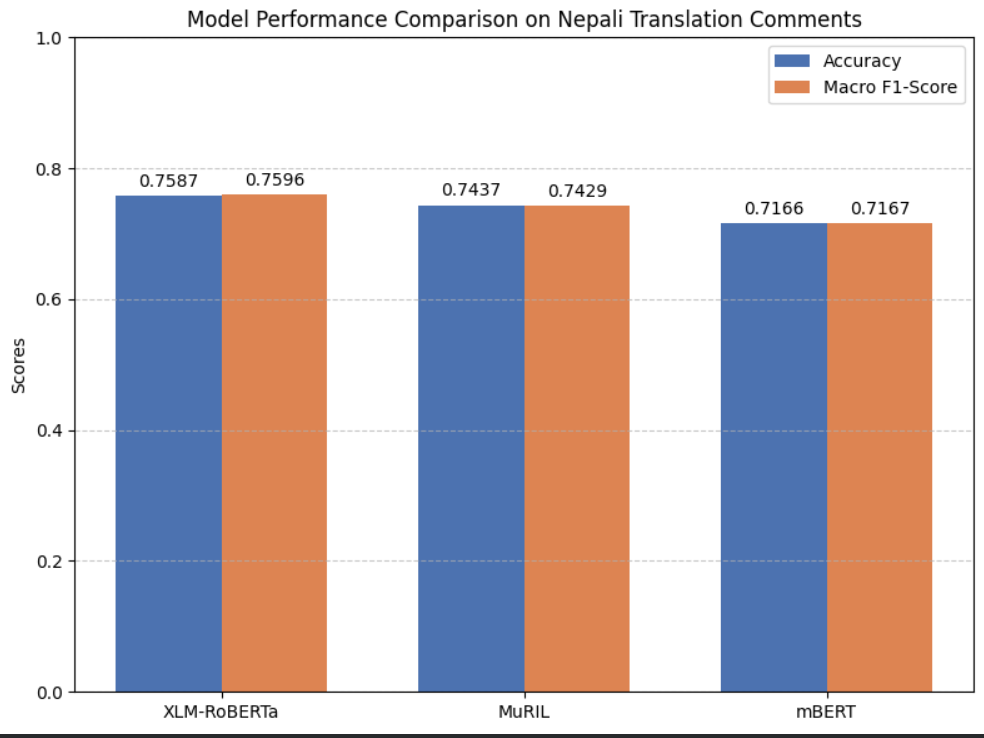 Model Performance Comparison on Nepali Translation Comments
1.0
Accuracy
Macro F1-Score
0.8
0.7587
0.7596
0.7437
0.7429
0.7166
0.7167
0.6
Scores
0.4
0.2
0.0
XLM-RoBERTa
MuRIL
mBERT